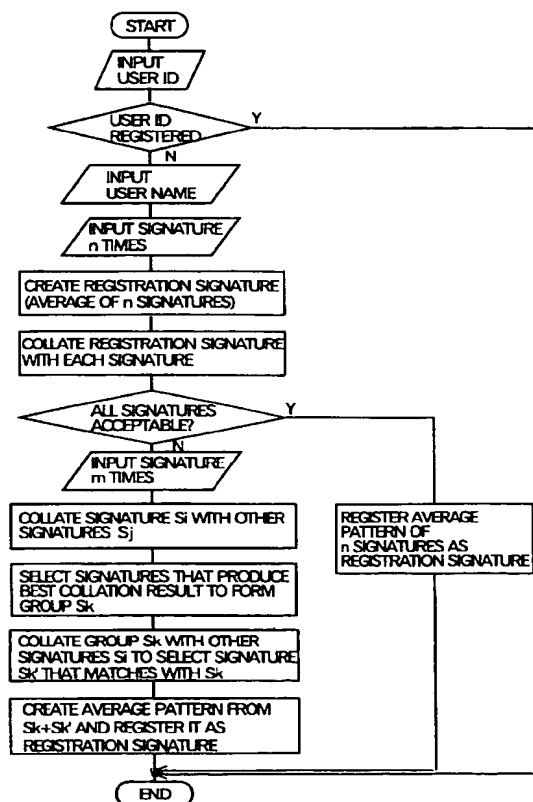 START
INPUT
USER ID
USER ID
REGISTERED
Y
N
INPUT
USER NAME
INPUT SIGNATURE
n TIMES
CREATE REGISTRATION SIGNATURE
(AVERAGE OF n SIGNATURES)
COLLATE REGISTRATION SIGNATURE
WITH EACH SIGNATURE
ALL SIGNATURES
ACCEPTABLE?
Y
N
INPUT SIGNATURE
m TIMES
COLLATE SIGNATURE Si WITH OTHER
SIGNATURES Sj
REGISTER AVERAGE
PATTERN OF
n SIGNATURES AS
REGISTRATION SIGNATURE
SELECT SIGNATURES THAT PRODUCE
BEST COLLATION RESULT TO FORM
GROUP Sk
COLLATE GROUP Sk WITH OTHER
SIGNATURES Si TO SELECT SIGNATURE
Sk' THAT MATCHES WITH Sk
CREATE AVERAGE PATTERN FROM
Sk+Sk' AND REGISTER IT AS
REGISTRATION SIGNATURE
END